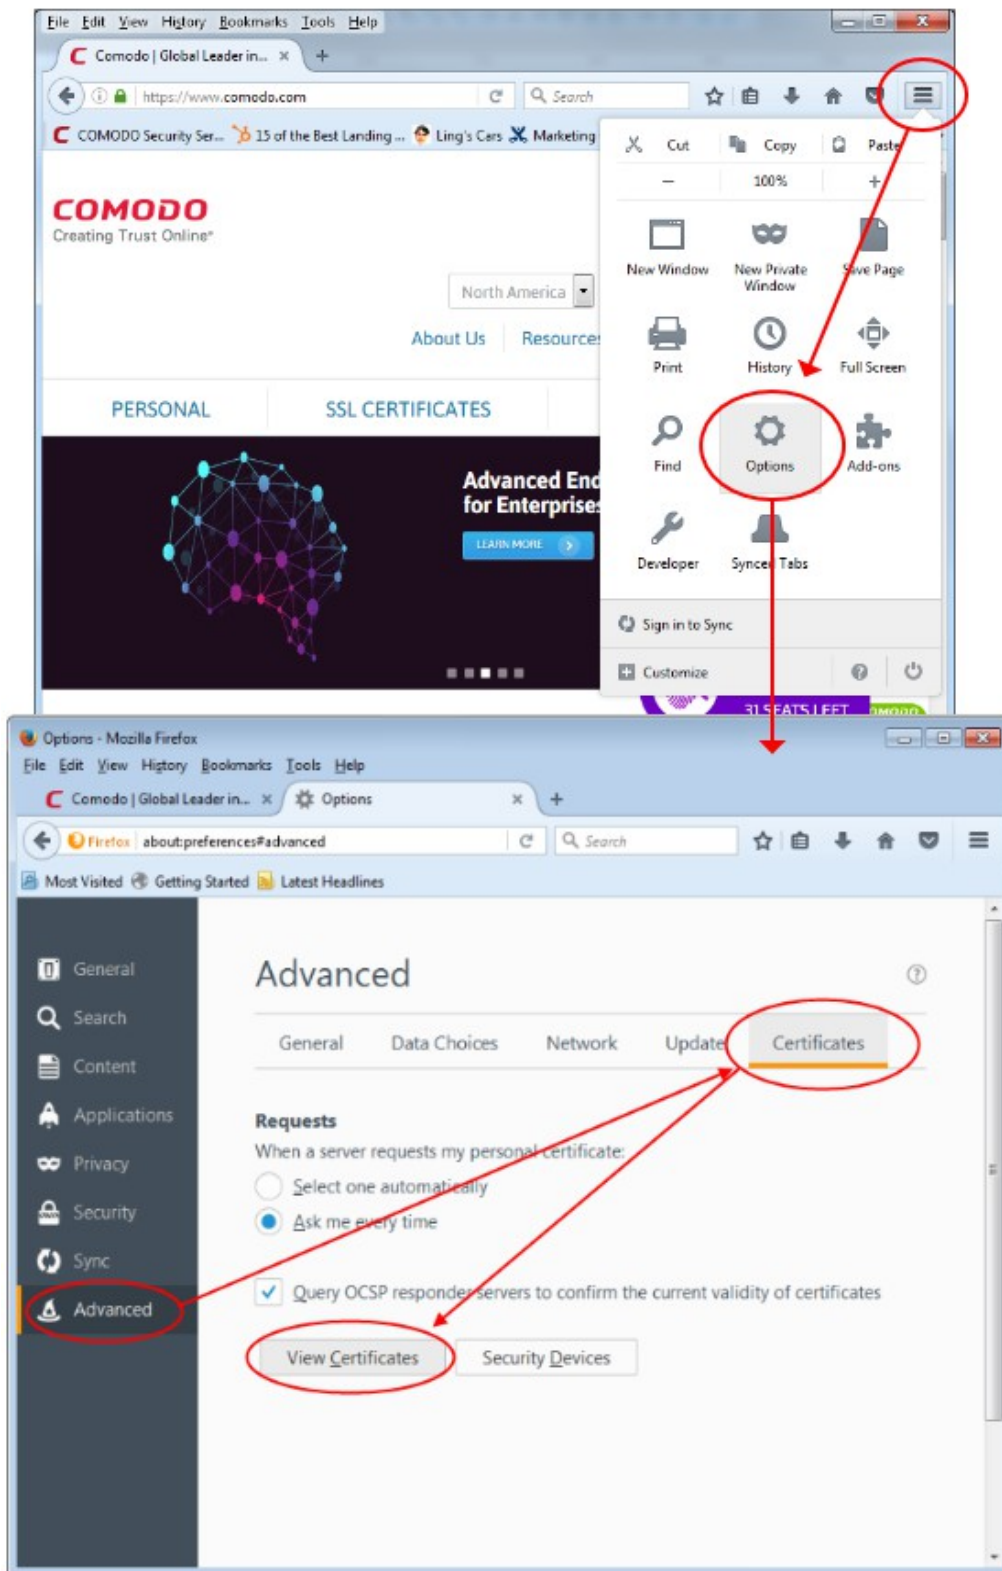 File Edit View History Bookmarks Tools Help
Comodo | Global Leader in... × +
https://www.comodo.com Search
COMODO Security Ser... 15 of the Best Landing ... Ling's Cars Marketing
Cut Copy Paste
− 100% +
COMODO
Creating Trust Online®
New Window New Private Window Save Page
North America
About Us Resources
Print History Full Screen
PERSONAL SSL CERTIFICATES
Find Options Add-ons
Advanced End
for Enterprises
LEARN MORE
Developer Synced Tabs
Sign in to Sync
Customize
31 SEATS LEFT COMODO
Options - Mozilla Firefox
File Edit View History Bookmarks Tools Help
Comodo | Global Leader in... × Options × +
Firefox about:preferences#advanced Search
Most Visited Getting Started Latest Headlines
General
Search
Content
Applications
Privacy
Security
Sync
Advanced
Advanced
General Data Choices Network Update Certificates
Requests
When a server requests my personal certificate:
Select one automatically
Ask me every time
Query OCSP responder servers to confirm the current validity of certificates
View Certificates Security Devices